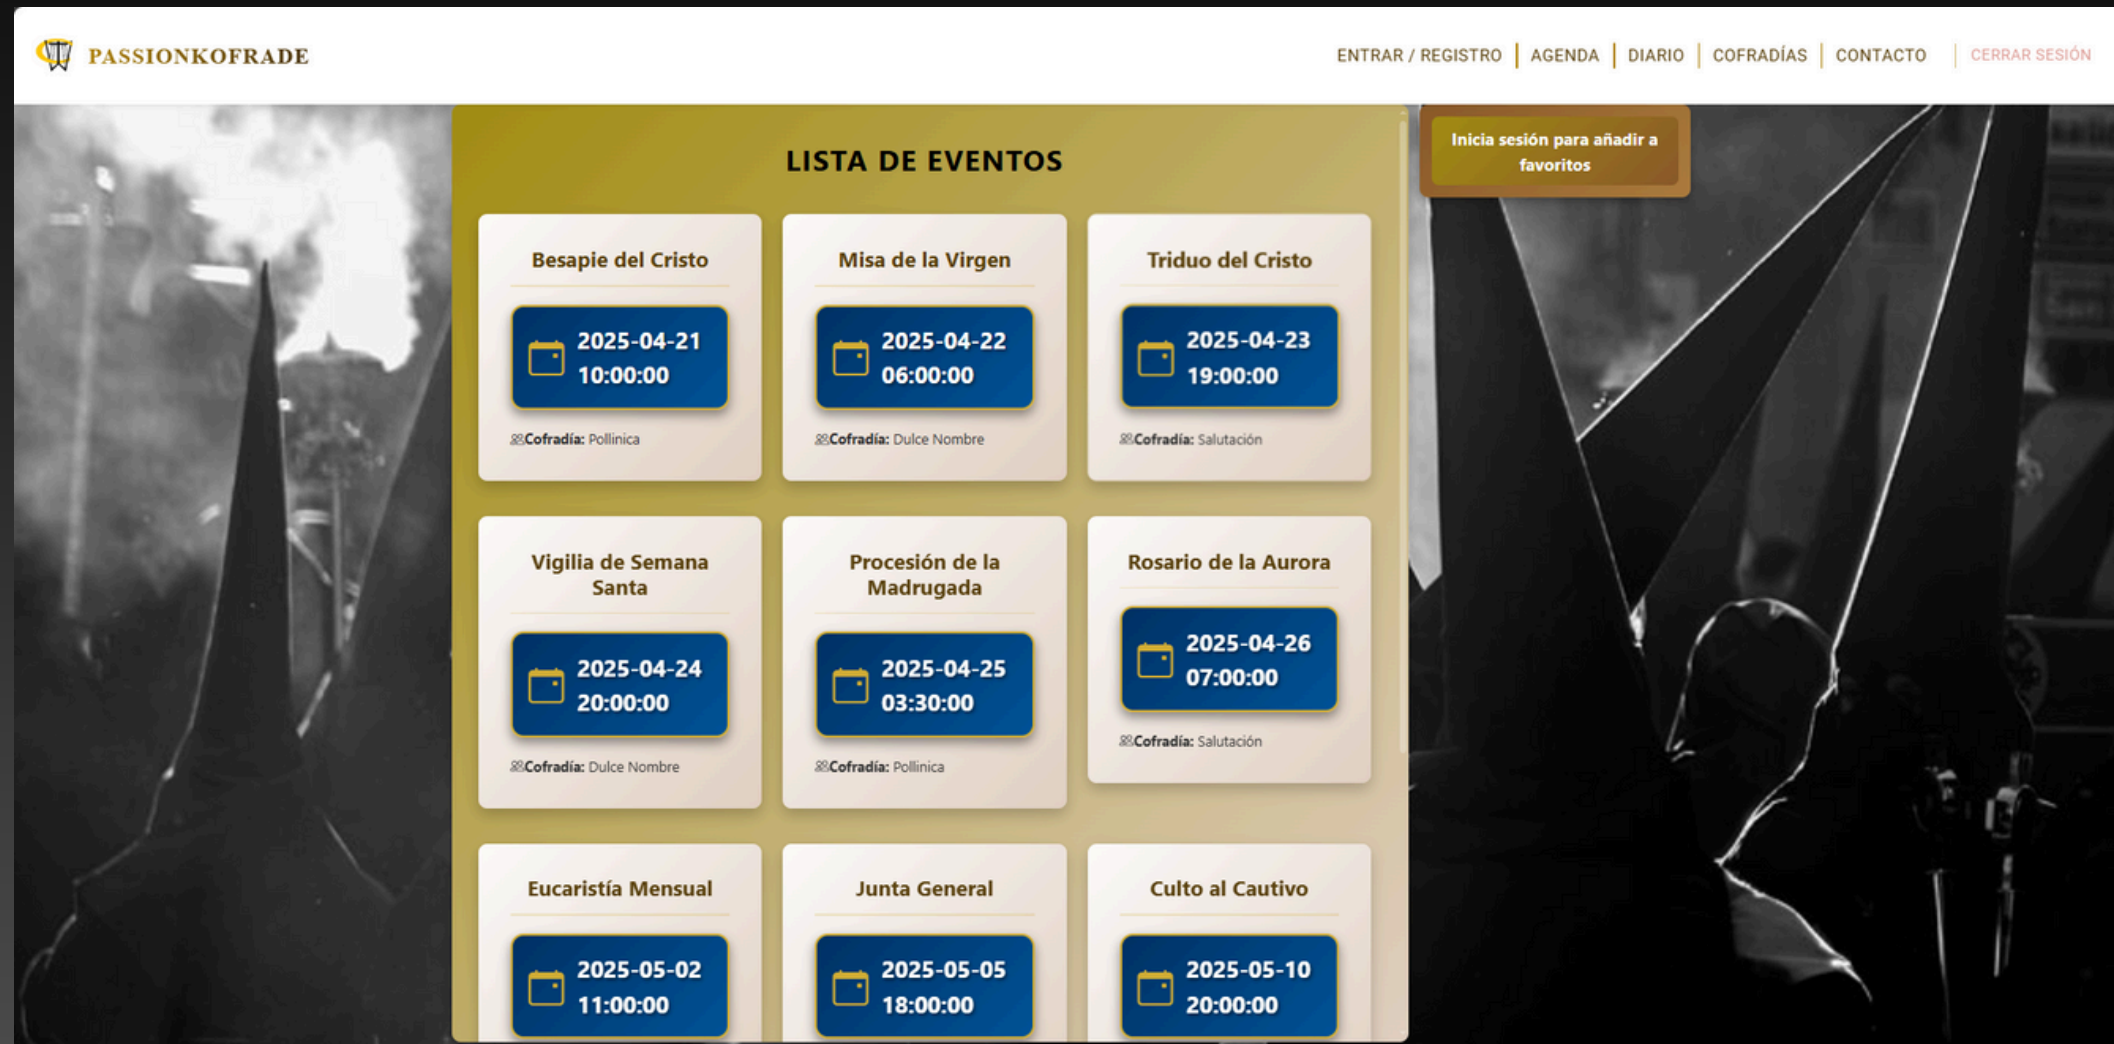 PASSIONKOFRADE
ENTRAR / REGISTRO
AGENDA
DIARIO
COFRADÍAS
CONTACTO
CERRAR SESIÓN
LISTA DE EVENTOS
Inicia sesión para añadir a
favoritos
Besapie del Cristo
2025-04-21
10:00:00
Cofradía: Pollinica
Misa de la Virgen
2025-04-22
06:00:00
Cofradía: Dulce Nombre
Triduo del Cristo
2025-04-23
19:00:00
Cofradía: Salutación
Vigilia de Semana
Santa
2025-04-24
20:00:00
Cofradía: Dulce Nombre
Procesión de la
Madrugada
2025-04-25
03:30:00
Cofradía: Pollinica
Rosario de la Aurora
2025-04-26
07:00:00
Cofradía: Salutación
Eucaristía Mensual
2025-05-02
11:00:00
Junta General
2025-05-05
18:00:00
Culto al Cautivo
2025-05-10
20:00:00